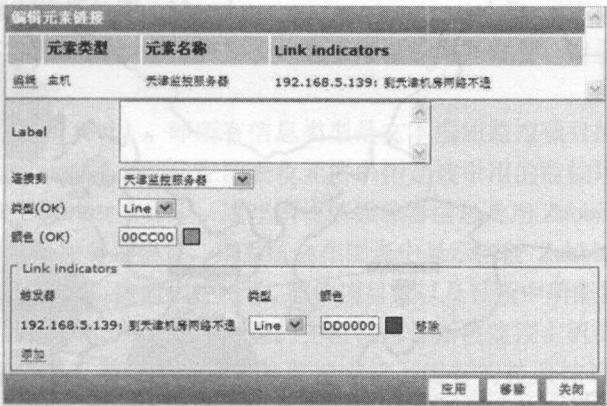 编辑元素链接
元素类型 元素名称 Link indicators
编辑 主机 天津监控服务器 192.168.5.139: 到天津机房网络不通
Label
连接到 天津监控服务器
类型(OK) Line
颜色 (OK) 00CC00
Link indicators
触发器 类型 颜色
192.168.5.139: 到天津机房网络不通 Line DD0000 移除
添加
应用 移除 关闭